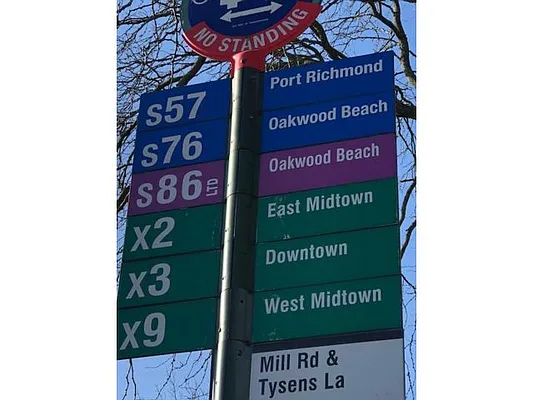 NO STANDING
S57 Port Richmond
S76 Oakwood Beach
S86 LTD Oakwood Beach
X2 East Midtown
X3 Downtown
X9 West Midtown
Mill Rd &
Tysens La